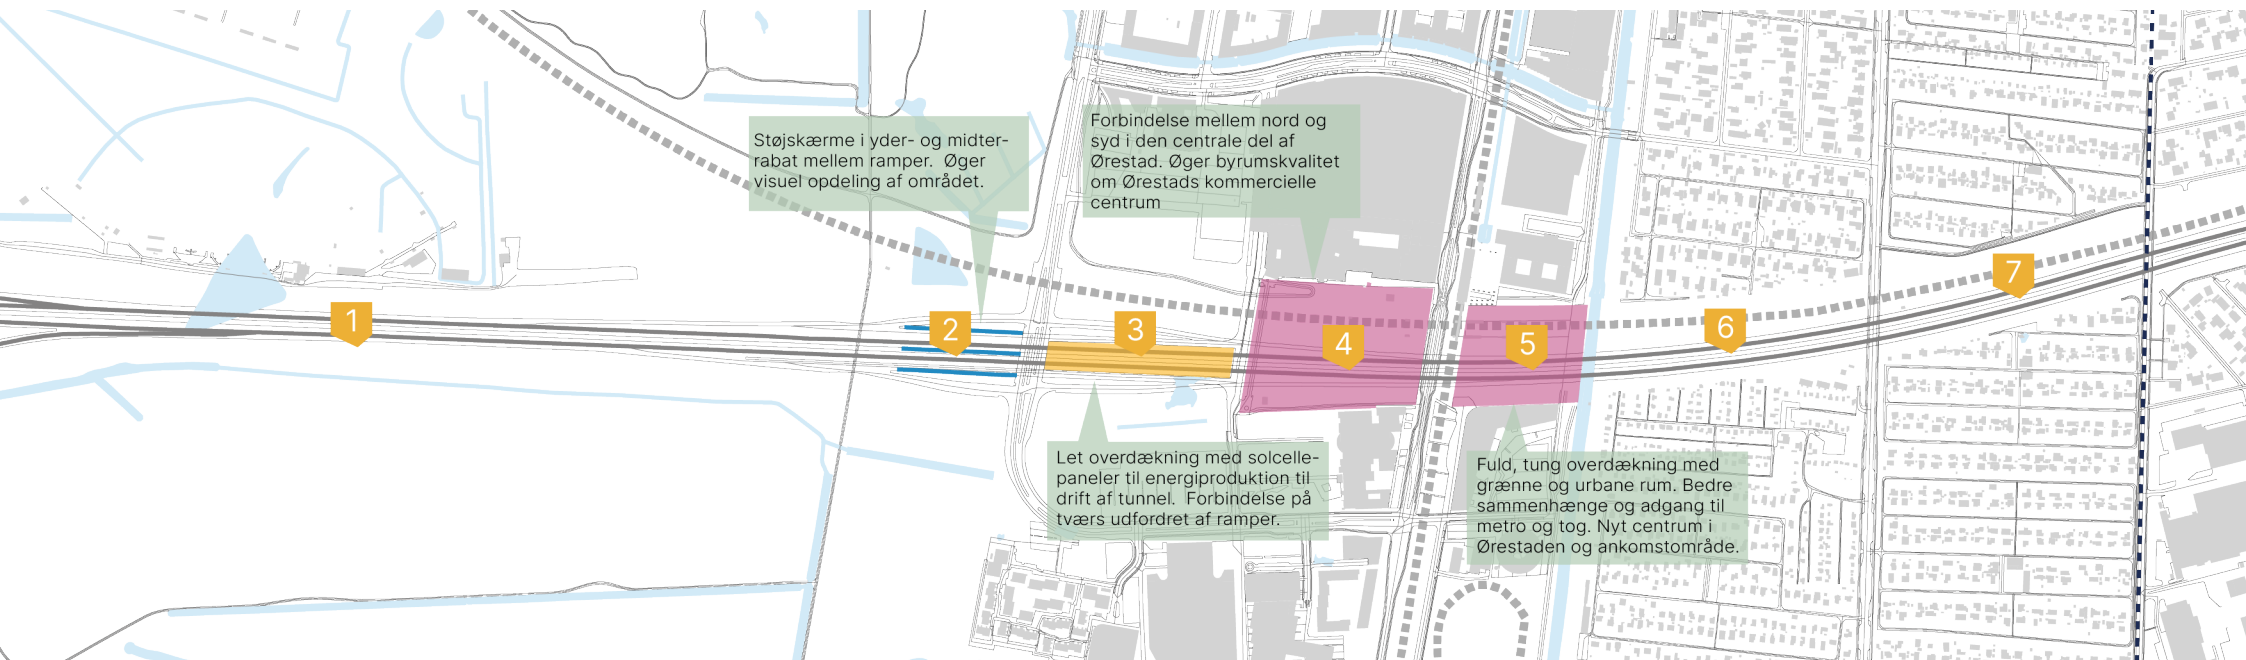 Støjskærme i yder- og midter-
rabat mellem ramper.  Øger
visuel opdeling af området.
Forbindelse mellem nord og
syd i den centrale del af
Ørestad. Øger byrumskvalitet
om Ørestads kommercielle
centrum
1
2
3
4
5
6
7
Let overdækning med solcelle-
paneler til energiproduktion til
drift af tunnel.  Forbindelse på
tværs udfordret af ramper.
Fuld, tung overdækning med
grønne og urbane rum. Bedre
sammenhænge og adgang til
metro og tog. Nyt centrum i
Ørestaden og ankomstområde.